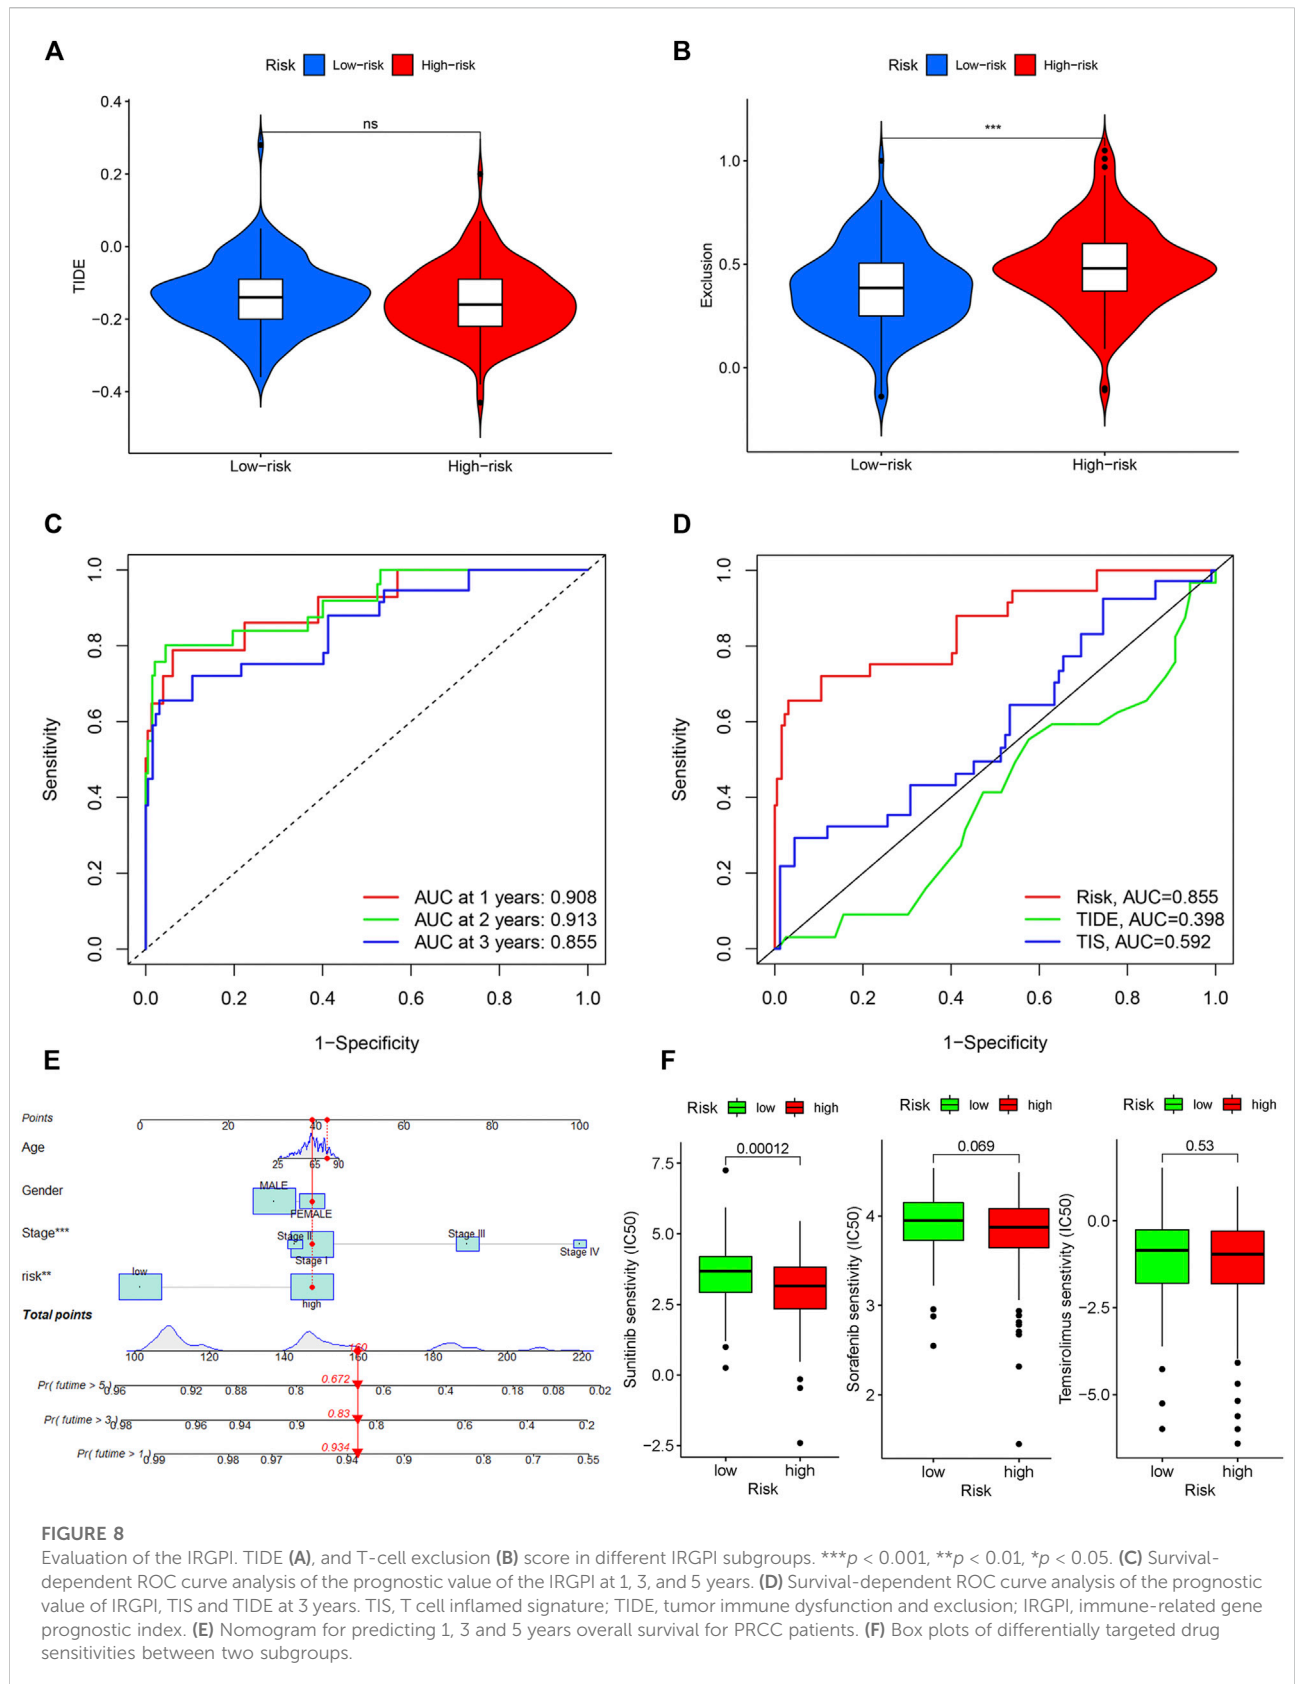 A
Risk Low−risk High−risk
0.4
0.2
0.0
−0.2
−0.4
TIDE
ns
Low−risk High−risk
B
Risk Low−risk High−risk
1.0
0.5
0.0
Exclusion
***
Low−risk High−risk
C
1.0
0.8
0.6
0.4
0.2
0.0
Sensitivity
AUC at 1 years: 0.908
AUC at 2 years: 0.913
AUC at 3 years: 0.855
0.0 0.2 0.4 0.6 0.8 1.0
1−Specificity
D
1.0
0.8
0.6
0.4
0.2
0.0
Sensitivity
Risk, AUC=0.855
TIDE, AUC=0.398
TIS, AUC=0.592
0.0 0.2 0.4 0.6 0.8 1.0
1−Specificity
E
Points
0 20 40 60 80 100
Age
25 65 90
Gender
MALE
FEMALE
Stage***
Stage II
Stage I
Stage III
Stage IV
risk**
low
high
Total points
160
100 120 140 160 180 200 220
0.672
Pr( futime > 5 )
0.96 0.92 0.88 0.8 0.6 0.4 0.18 0.08 0.02
0.83
Pr( futime > 3 )
0.98 0.96 0.94 0.9 0.8 0.6 0.4 0.2
0.934
Pr( futime > 1 )
0.99 0.98 0.97 0.94 0.9 0.8 0.7 0.55
F
Risk low high
0.00012
7.5
5.0
2.5
0.0
−2.5
Sunitinib senstivity (IC50)
low high
Risk
Risk low high
0.069
4
3
2
Sorafenib senstivity (IC50)
low high
Risk
Risk low high
0.53
0.0
−2.5
−5.0
Temsirolimus senstivity (IC50)
low high
Risk
FIGURE 8
Evaluation of the IRGPI. TIDE (A), and T-cell exclusion (B) score in different IRGPI subgroups. ***p < 0.001, **p < 0.01, *p < 0.05. (C) Survival-
dependent ROC curve analysis of the prognostic value of the IRGPI at 1, 3, and 5 years. (D) Survival-dependent ROC curve analysis of the prognostic
value of IRGPI, TIS and TIDE at 3 years. TIS, T cell inflamed signature; TIDE, tumor immune dysfunction and exclusion; IRGPI, immune-related gene
prognostic index. (E) Nomogram for predicting 1, 3 and 5 years overall survival for PRCC patients. (F) Box plots of differentially targeted drug
sensitivities between two subgroups.